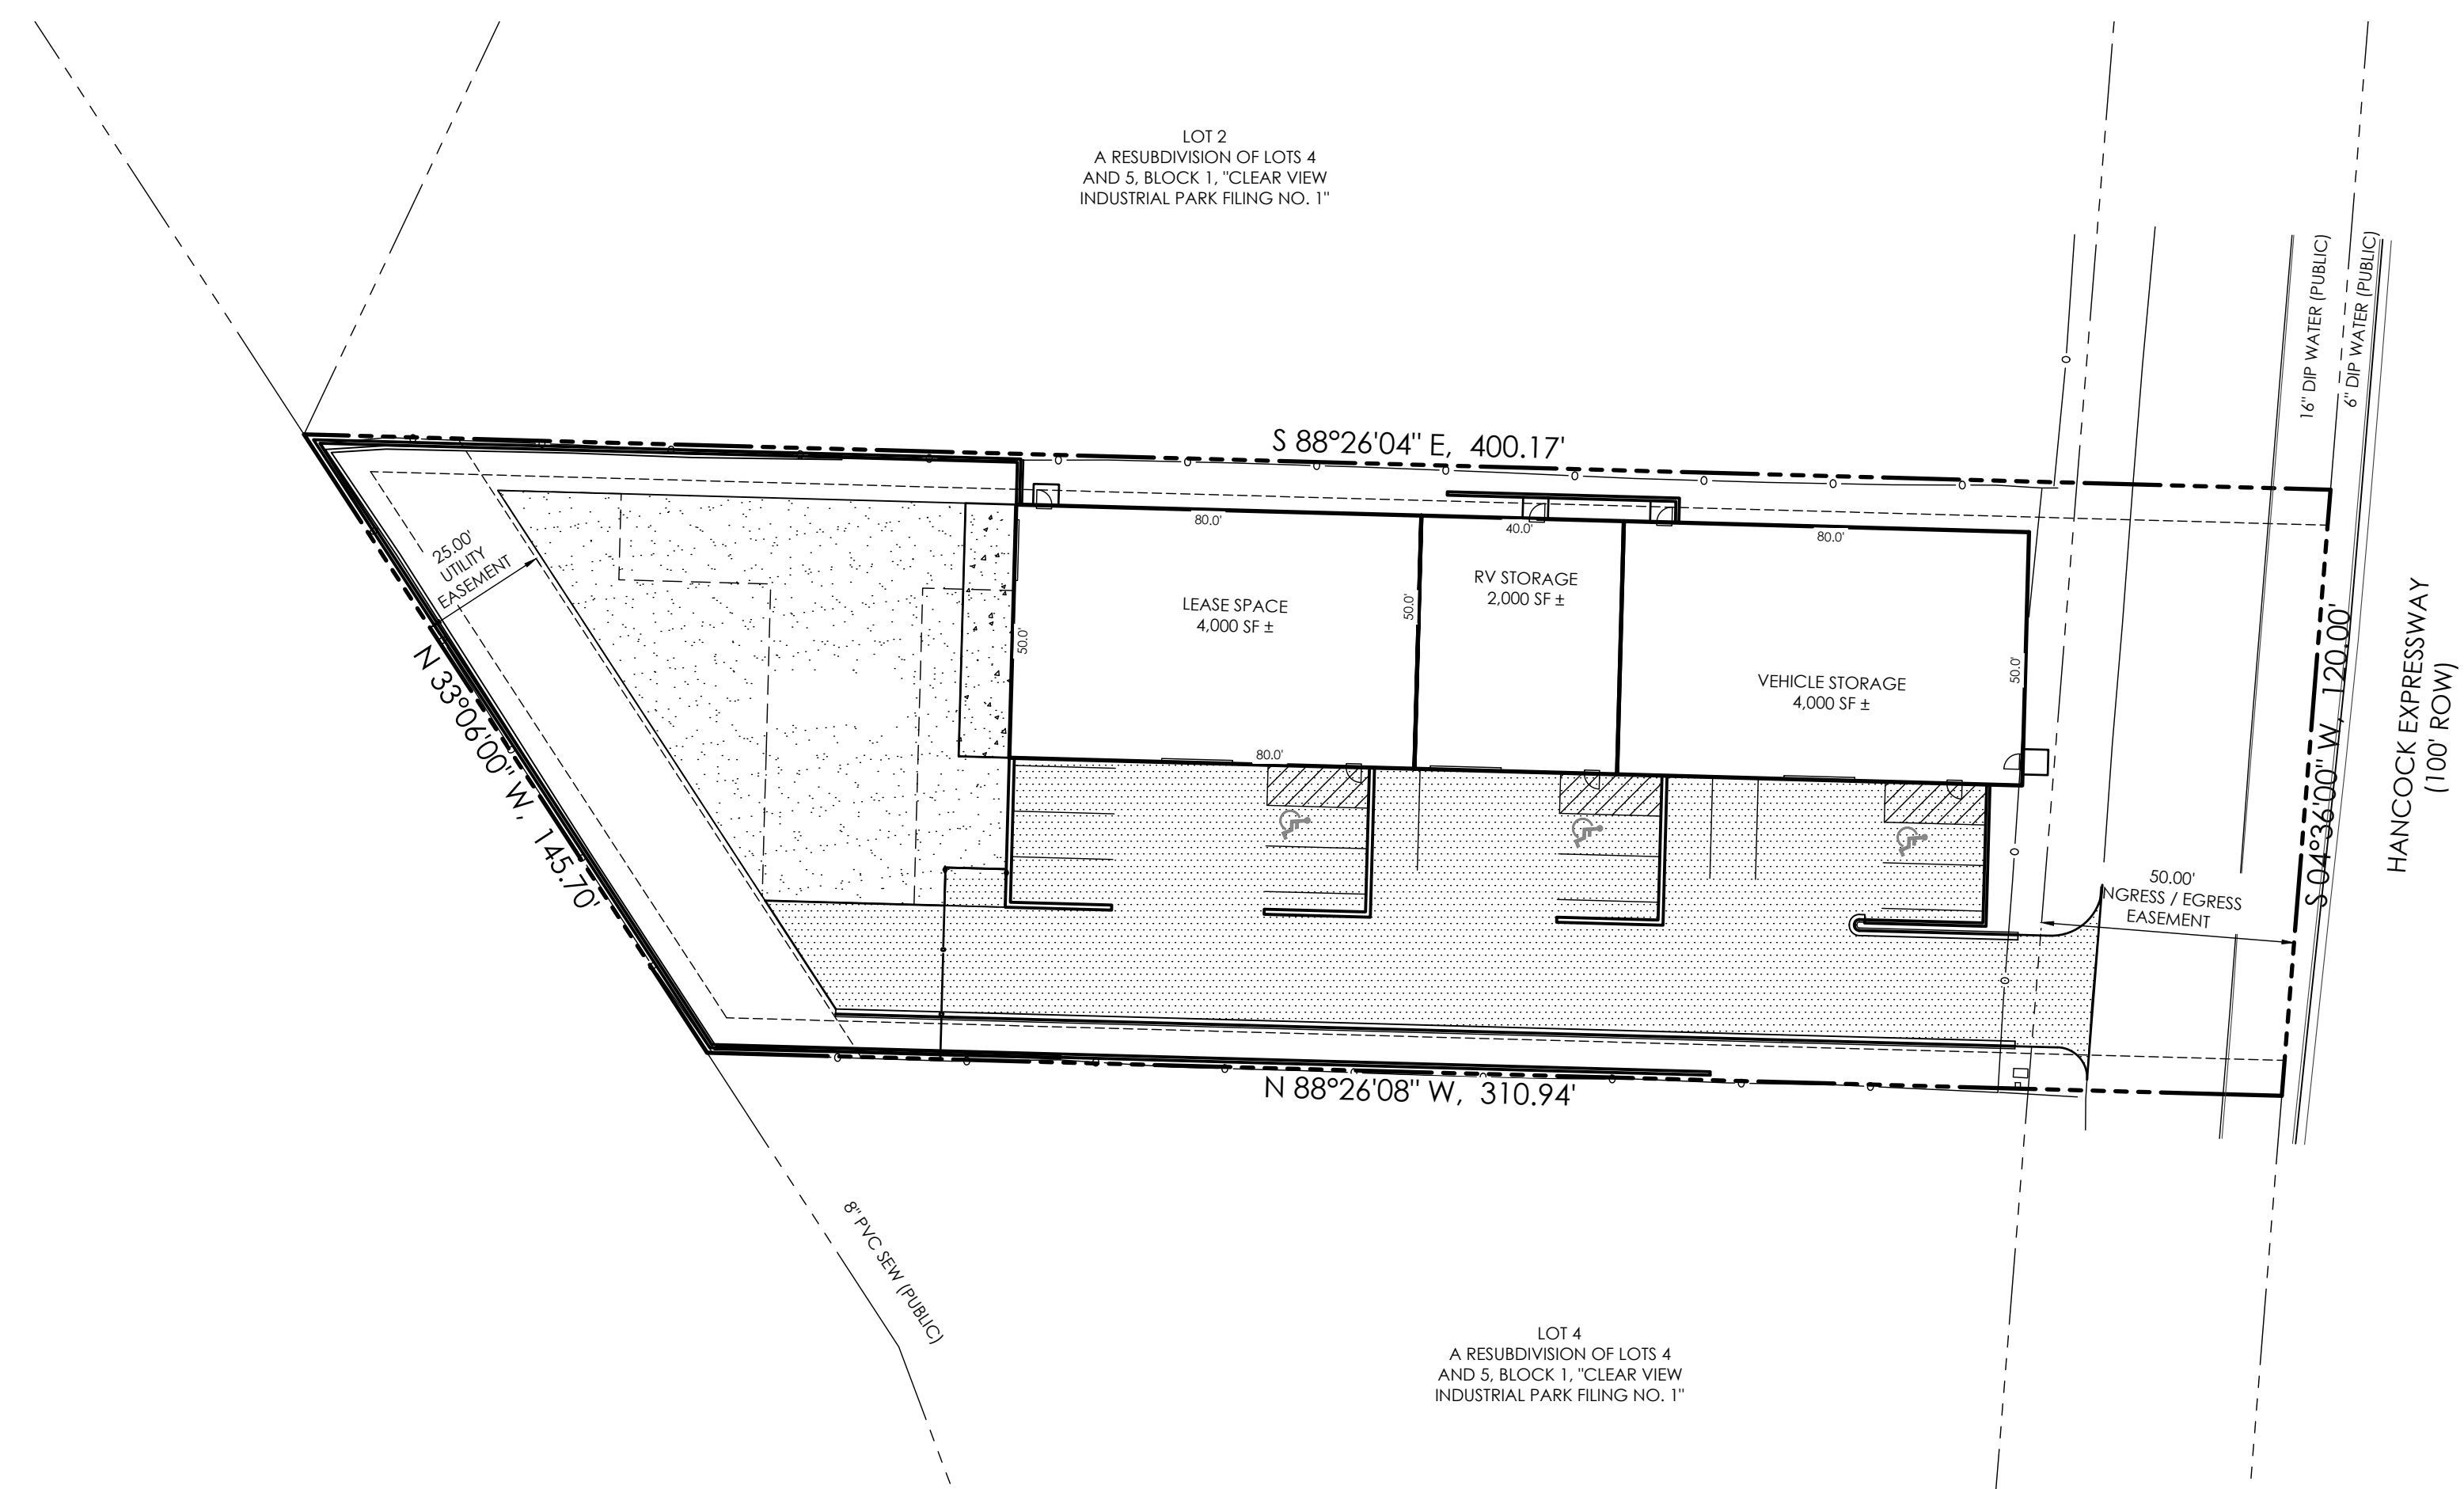 LOT 2
A RESUBDIVISION OF LOTS 4
AND 5, BLOCK 1, "CLEAR VIEW
INDUSTRIAL PARK FILING NO. 1"
16" DIP WATER (PUBLIC)
6" DIP WATER (PUBLIC)
S 88°26'04" E, 400.17'
80.0'
40.0'
80.0'
25.00'
UTILITY
EASEMENT
LEASE SPACE
4,000 SF ±
RV STORAGE
2,000 SF ±
VEHICLE STORAGE
4,000 SF ±
50.0'
50.0'
50.0'
80.0'
N 33°06'00" W, 145.70'
S 04°36'00" W, 120.00'
HANCOCK EXPRESSWAY
(100' ROW)
50.00'
NGRESS / EGRESS
EASEMENT
N 88°26'08" W, 310.94'
8" PVC SEW (PUBLIC)
LOT 4
A RESUBDIVISION OF LOTS 4
AND 5, BLOCK 1, "CLEAR VIEW
INDUSTRIAL PARK FILING NO. 1"